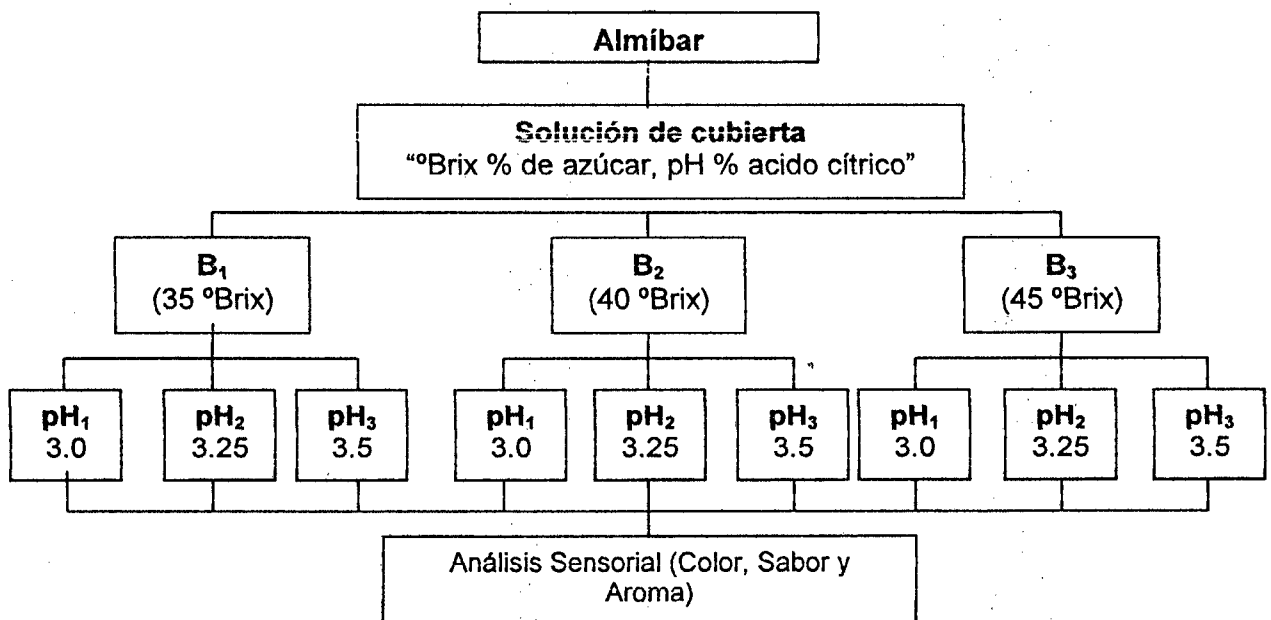 Almíbar
Solución de cubierta
"ºBrix % de azúcar, pH % acido cítrico"
B₁
(35 ºBrix)
B₂
(40 ºBrix)
B₃
(45 ºBrix)
pH₁
3.0
pH₂
3.25
pH₃
3.5
pH₁
3.0
pH₂
3.25
pH₃
3.5
pH₁
3.0
pH₂
3.25
pH₃
3.5
Análisis Sensorial (Color, Sabor y
Aroma)